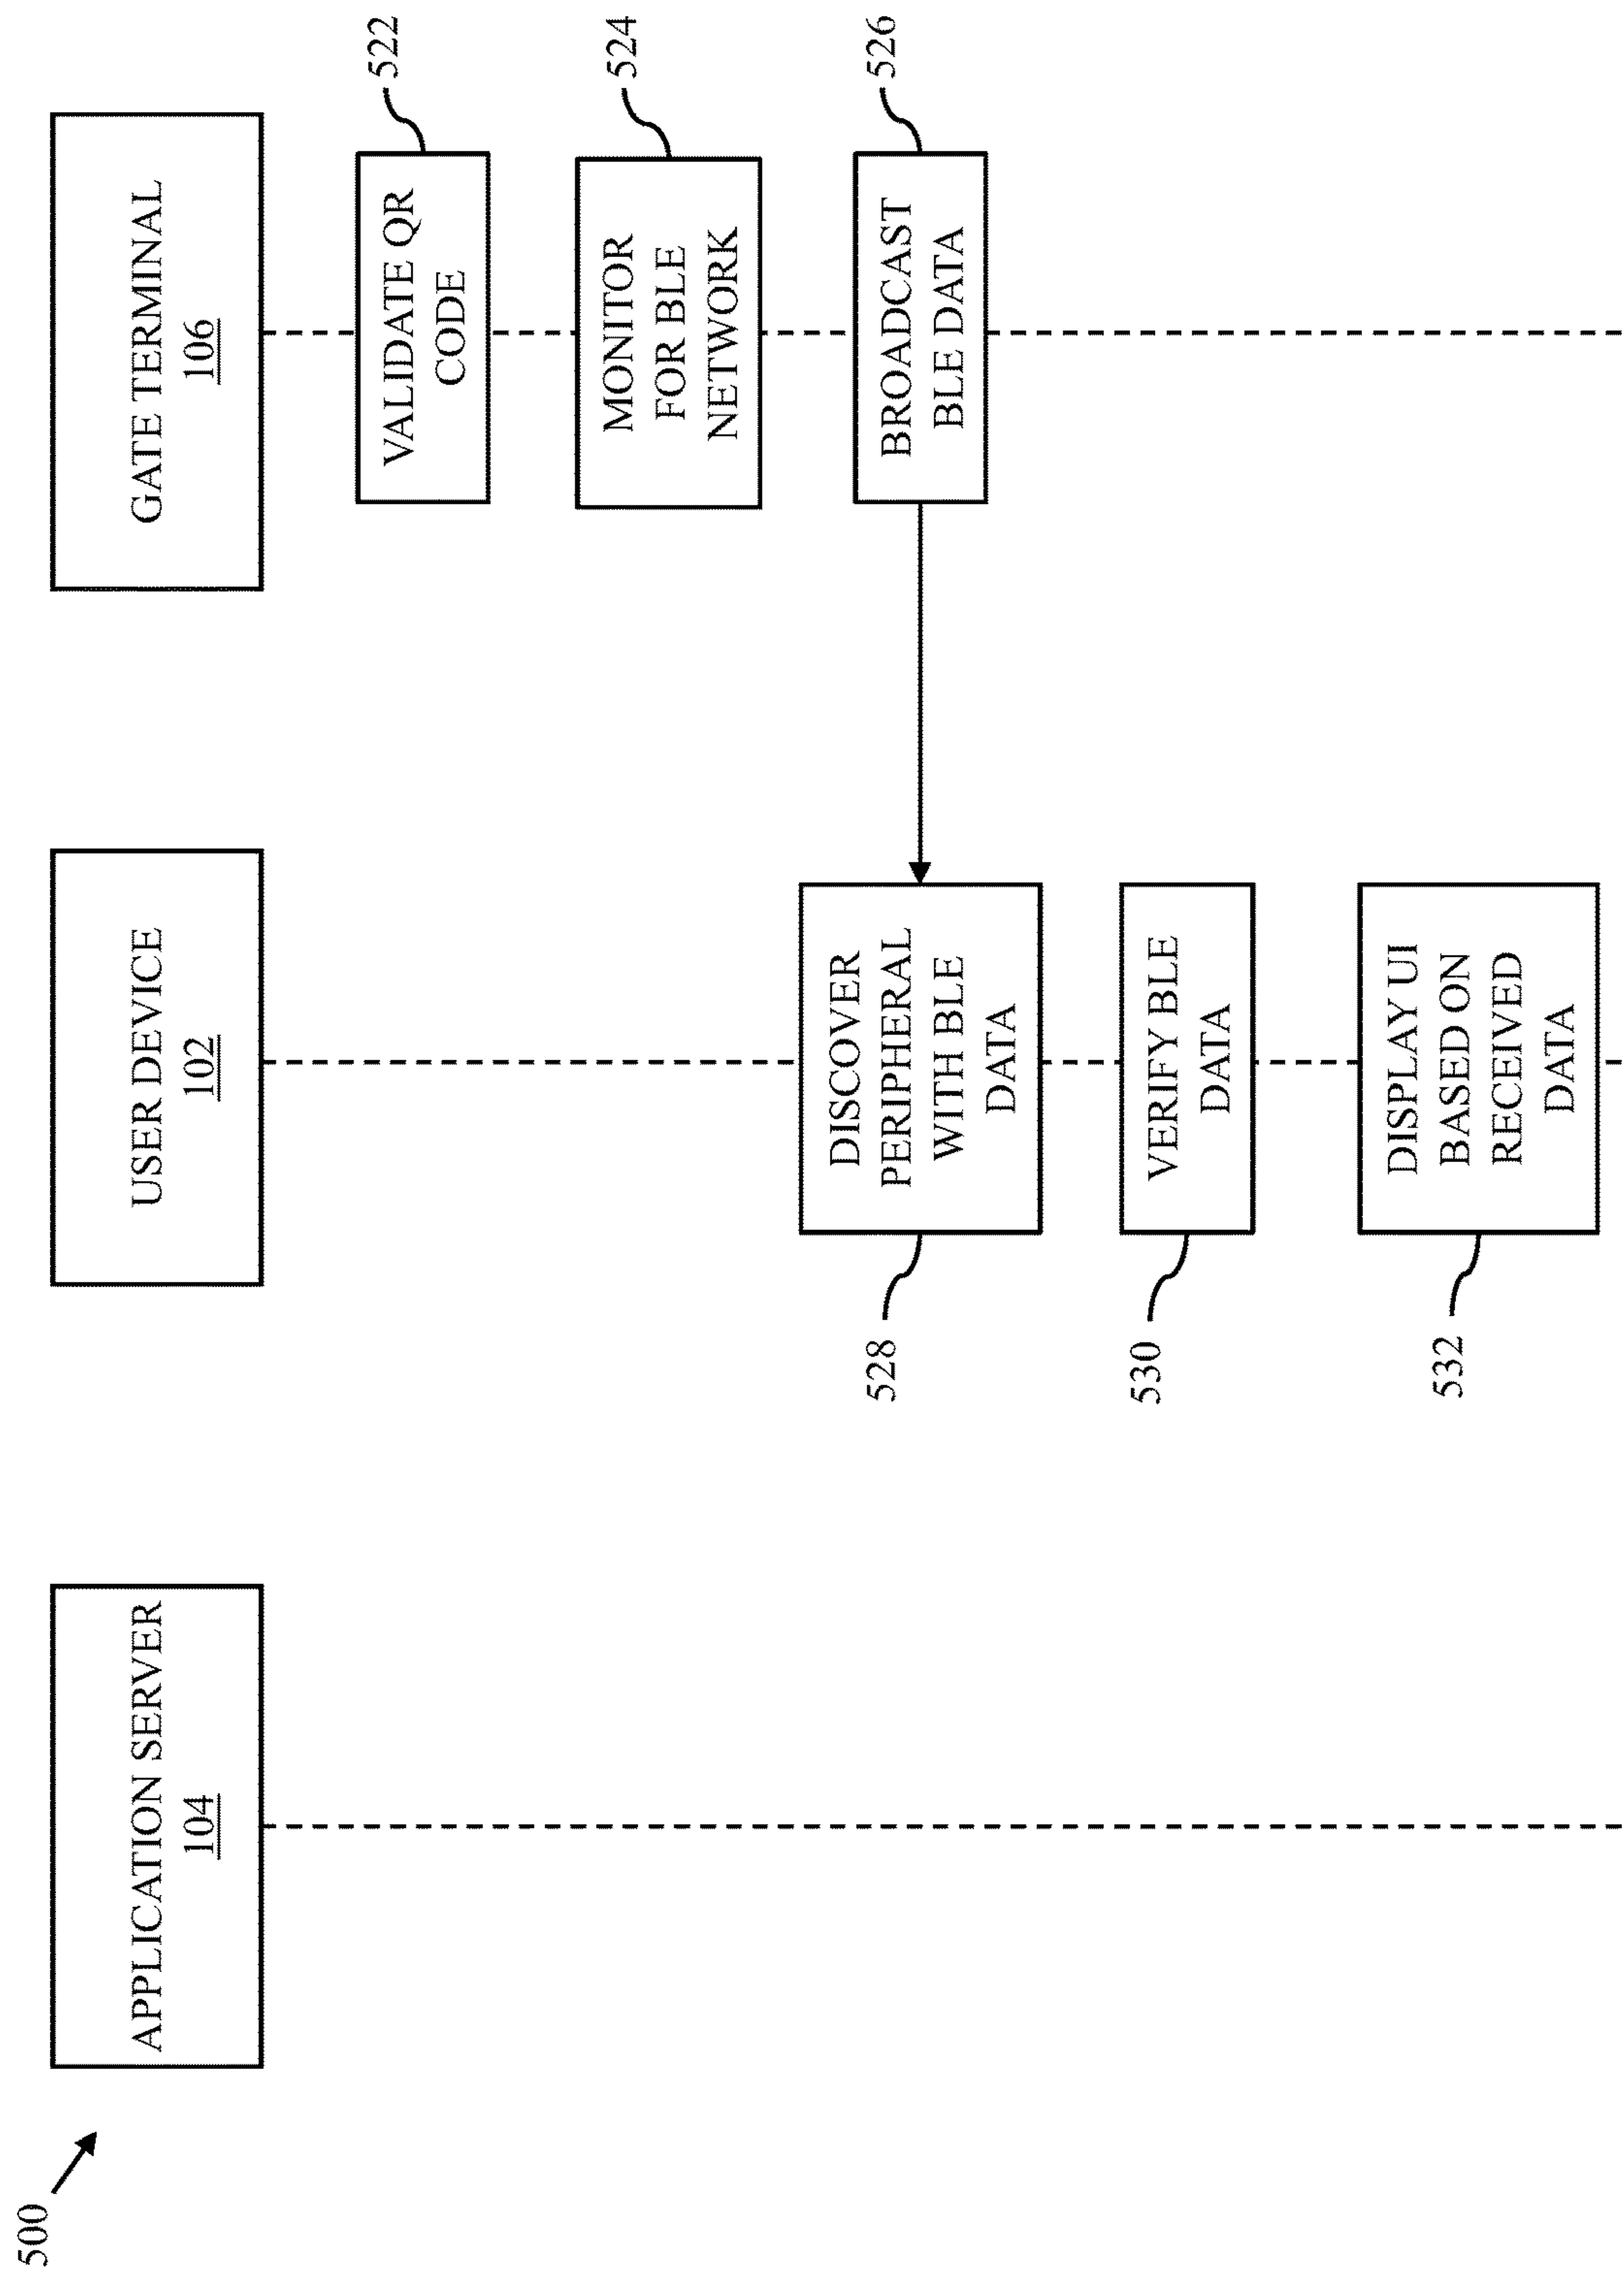 500
APPLICATION SERVER
104
USER DEVICE
102
GATE TERMINAL
106
VALIDATE QR
CODE
522
MONITOR
FOR BLE
NETWORK
524
BROADCAST
BLE DATA
526
528
DISCOVER
PERIPHERAL
WITH BLE
DATA
530
VERIFY BLE
DATA
532
DISPLAY UI
BASED ON
RECEIVED
DATA